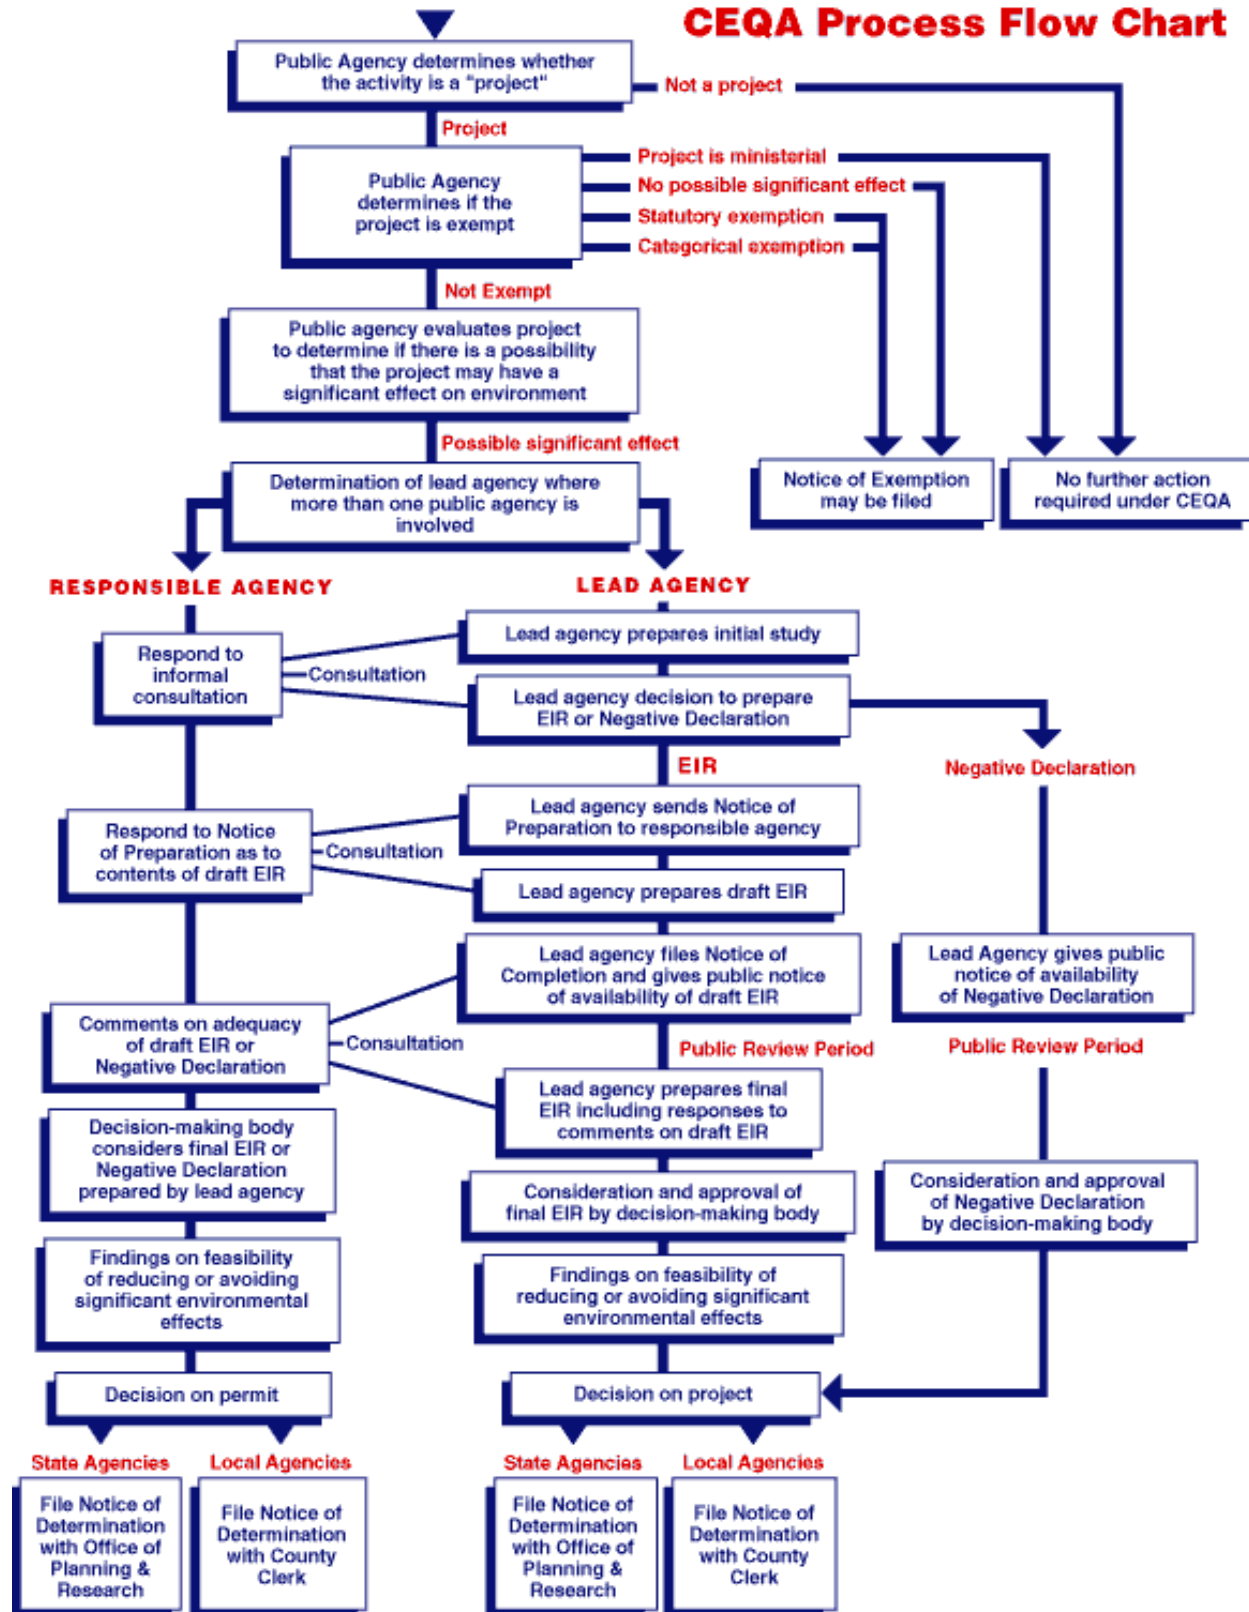 CEQA Process Flow Chart
Public Agency determines whether
the activity is a "project"
Not a project
Project
Public Agency
determines if the
project is exempt
Project is ministerial
No possible significant effect
Statutory exemption
Categorical exemption
Not Exempt
Public agency evaluates project
to determine if there is a possibility
that the project may have a
significant effect on environment
Possible significant effect
Determination of lead agency where
more than one public agency is
involved
Notice of Exemption
may be filed
No further action
required under CEQA
RESPONSIBLE AGENCY
LEAD AGENCY
Respond to
informal
consultation
Consultation
Lead agency prepares initial study
Lead agency decision to prepare
EIR or Negative Declaration
EIR
Negative Declaration
Respond to Notice
of Preparation as to
contents of draft EIR
Consultation
Lead agency sends Notice of
Preparation to responsible agency
Lead agency prepares draft EIR
Lead agency files Notice of
Completion and gives public notice
of availability of draft EIR
Lead Agency gives public
notice of availability
of Negative Declaration
Comments on adequacy
of draft EIR or
Negative Declaration
Consultation
Public Review Period
Public Review Period
Lead agency prepares final
EIR including responses to
comments on draft EIR
Decision-making body
considers final EIR or
Negative Declaration
prepared by lead agency
Consideration and approval of
final EIR by decision-making body
Consideration and approval
of Negative Declaration
by decision-making body
Findings on feasibility
of reducing or avoiding
significant environmental
effects
Findings on feasibility of
reducing or avoiding significant
environmental effects
Decision on permit
Decision on project
State Agencies
Local Agencies
State Agencies
Local Agencies
File Notice of
Determination
with Office of
Planning &
Research
File Notice of
Determination
with County
Clerk
File Notice of
Determination
with Office of
Planning &
Research
File Notice of
Determination
with County
Clerk